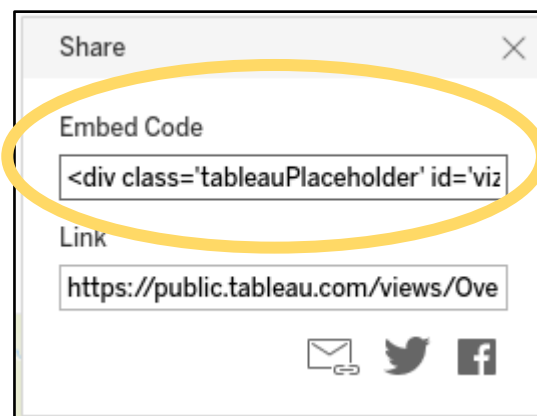 Share
Embed Code
<div class='tableauPlaceholder' id='viz
Link
https://public.tableau.com/views/Ove